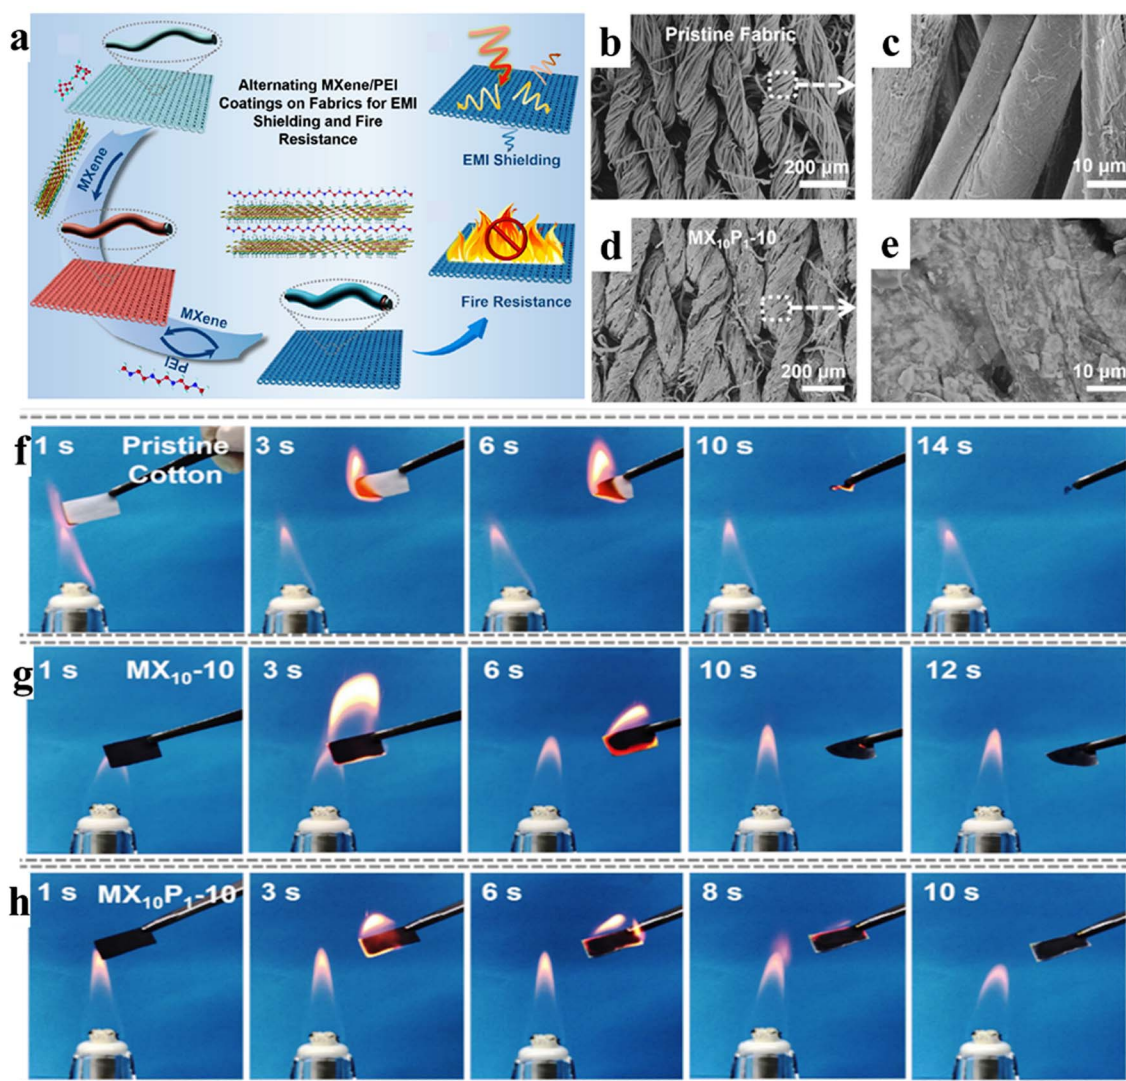 a
Alternating MXene/PEI
Coatings on Fabrics for EMI
Shielding and Fire
Resistance
EMI Shielding
MXene
MXene
PEI
Fire Resistance
b
Pristine Fabric
200 µm
c
10 µm
d
MX₁₀P₁-10
200 µm
e
10 µm
f
1 s
Pristine
Cotton
3 s
6 s
10 s
14 s
g
1 s
MX₁₀-10
3 s
6 s
10 s
12 s
h
1 s
MX₁₀P₁-10
3 s
6 s
8 s
10 s